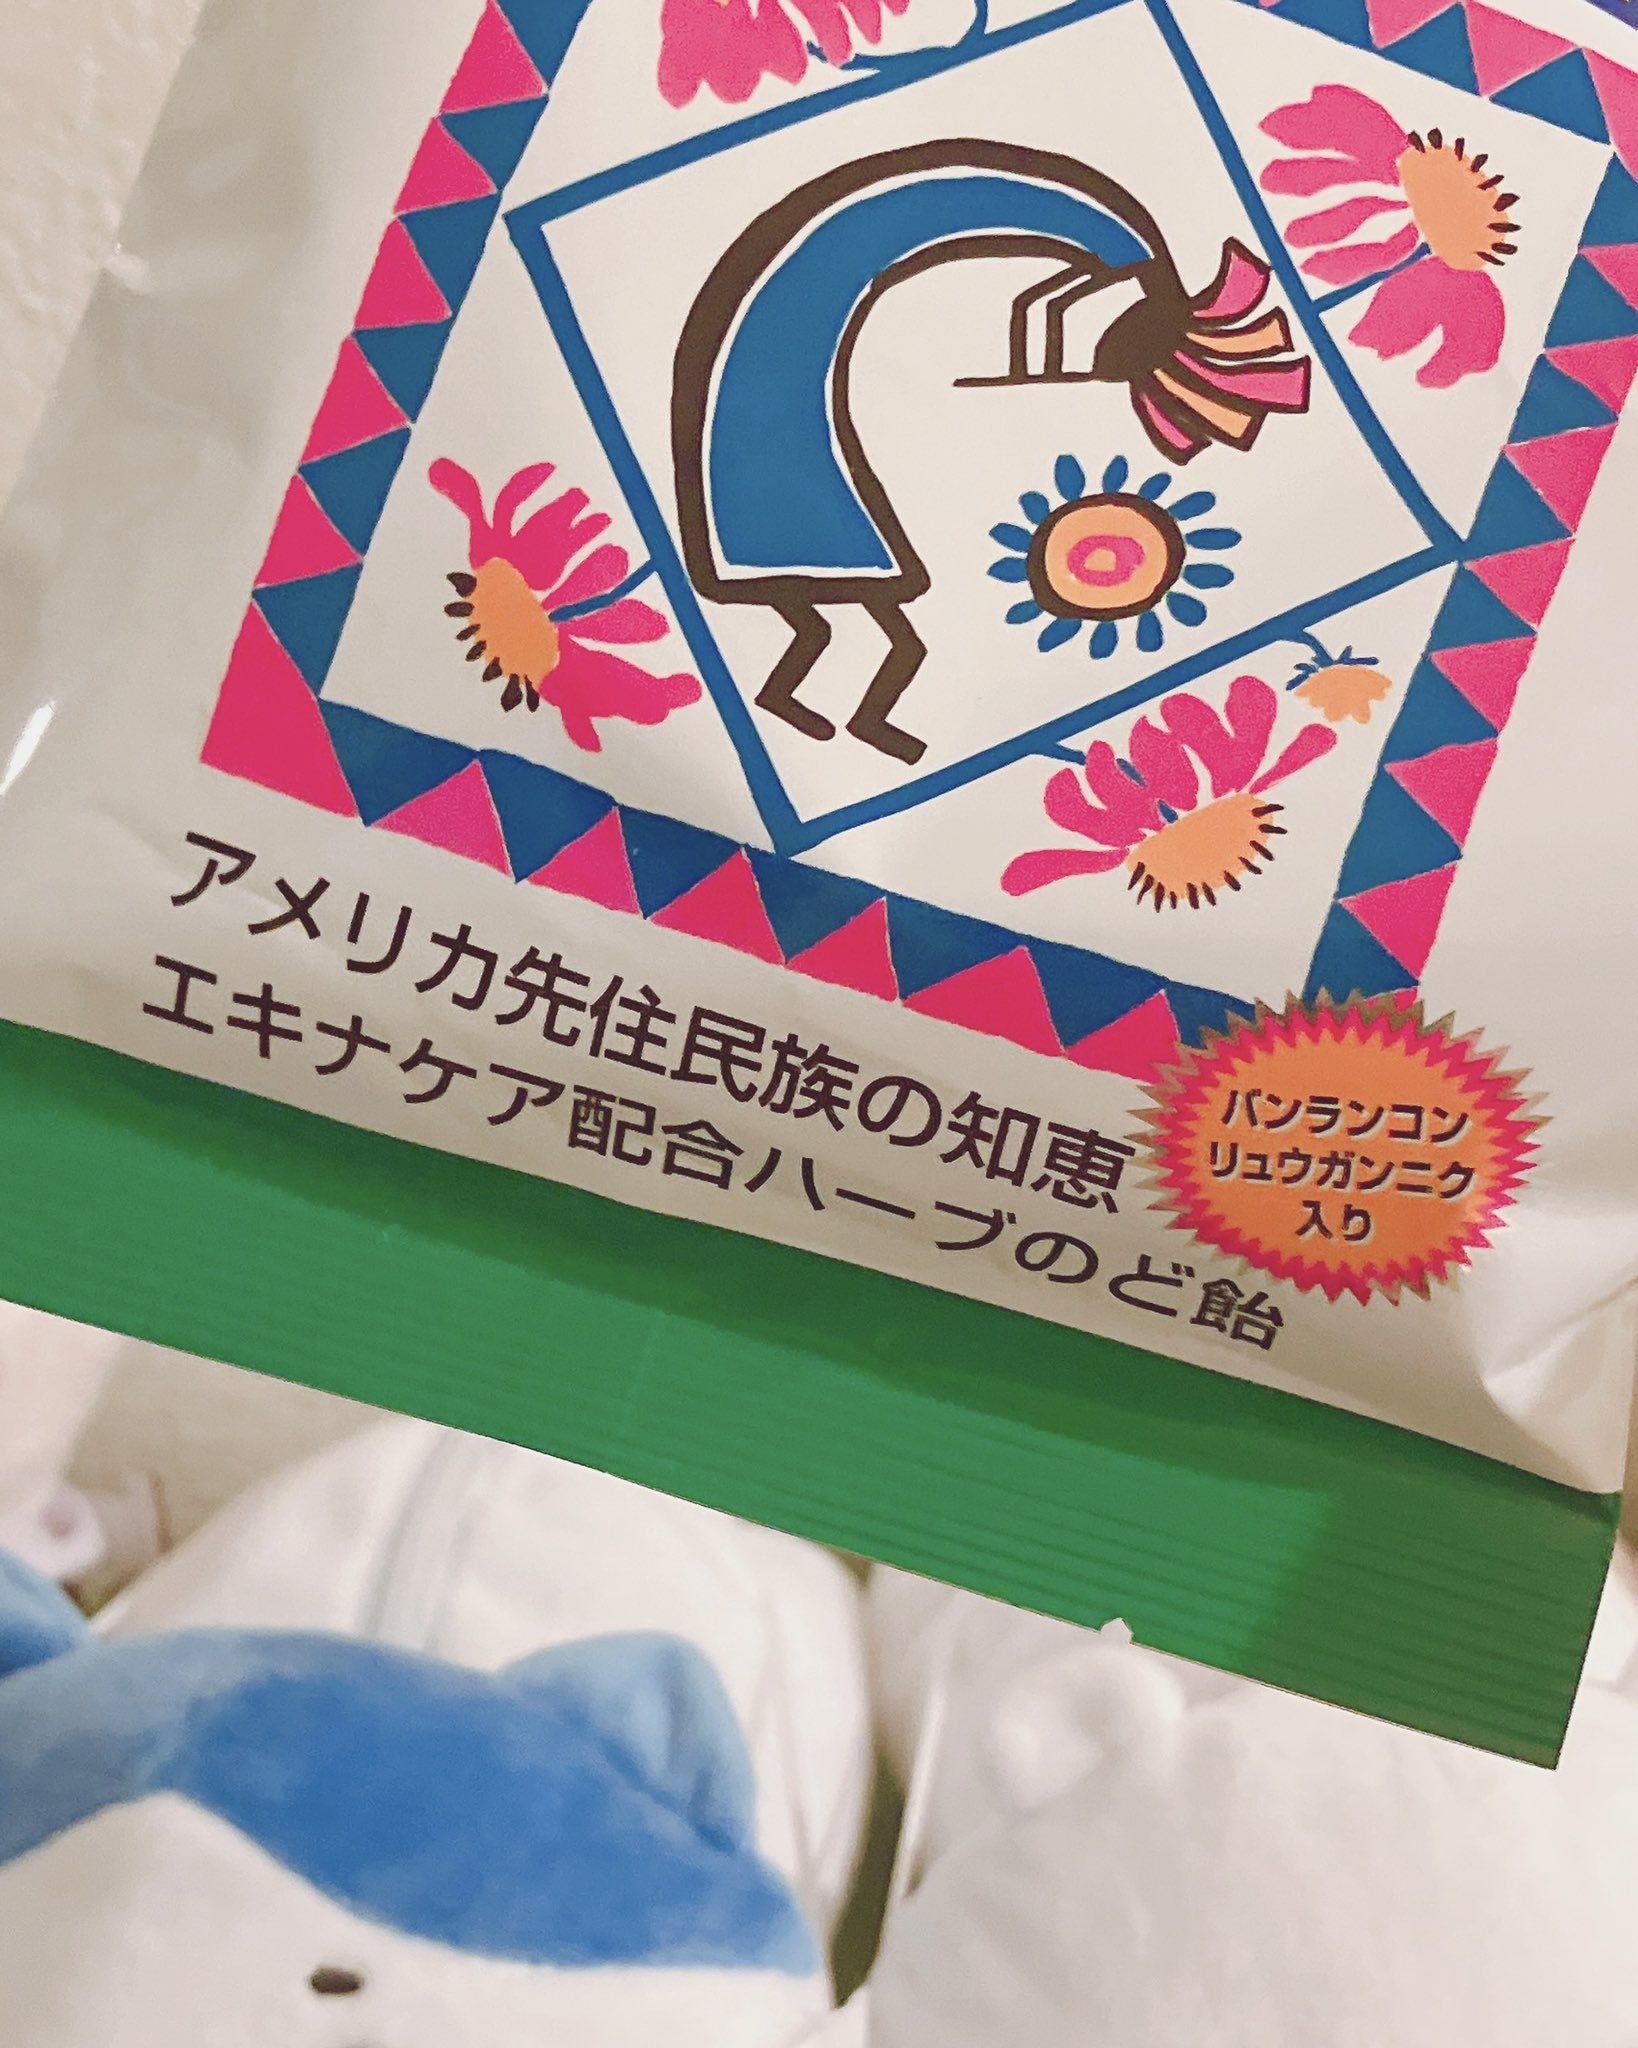 アメリカ先住民族の知恵
エキナケア配合ハーブのど飴
バンランコン
リュウガンニク
入り